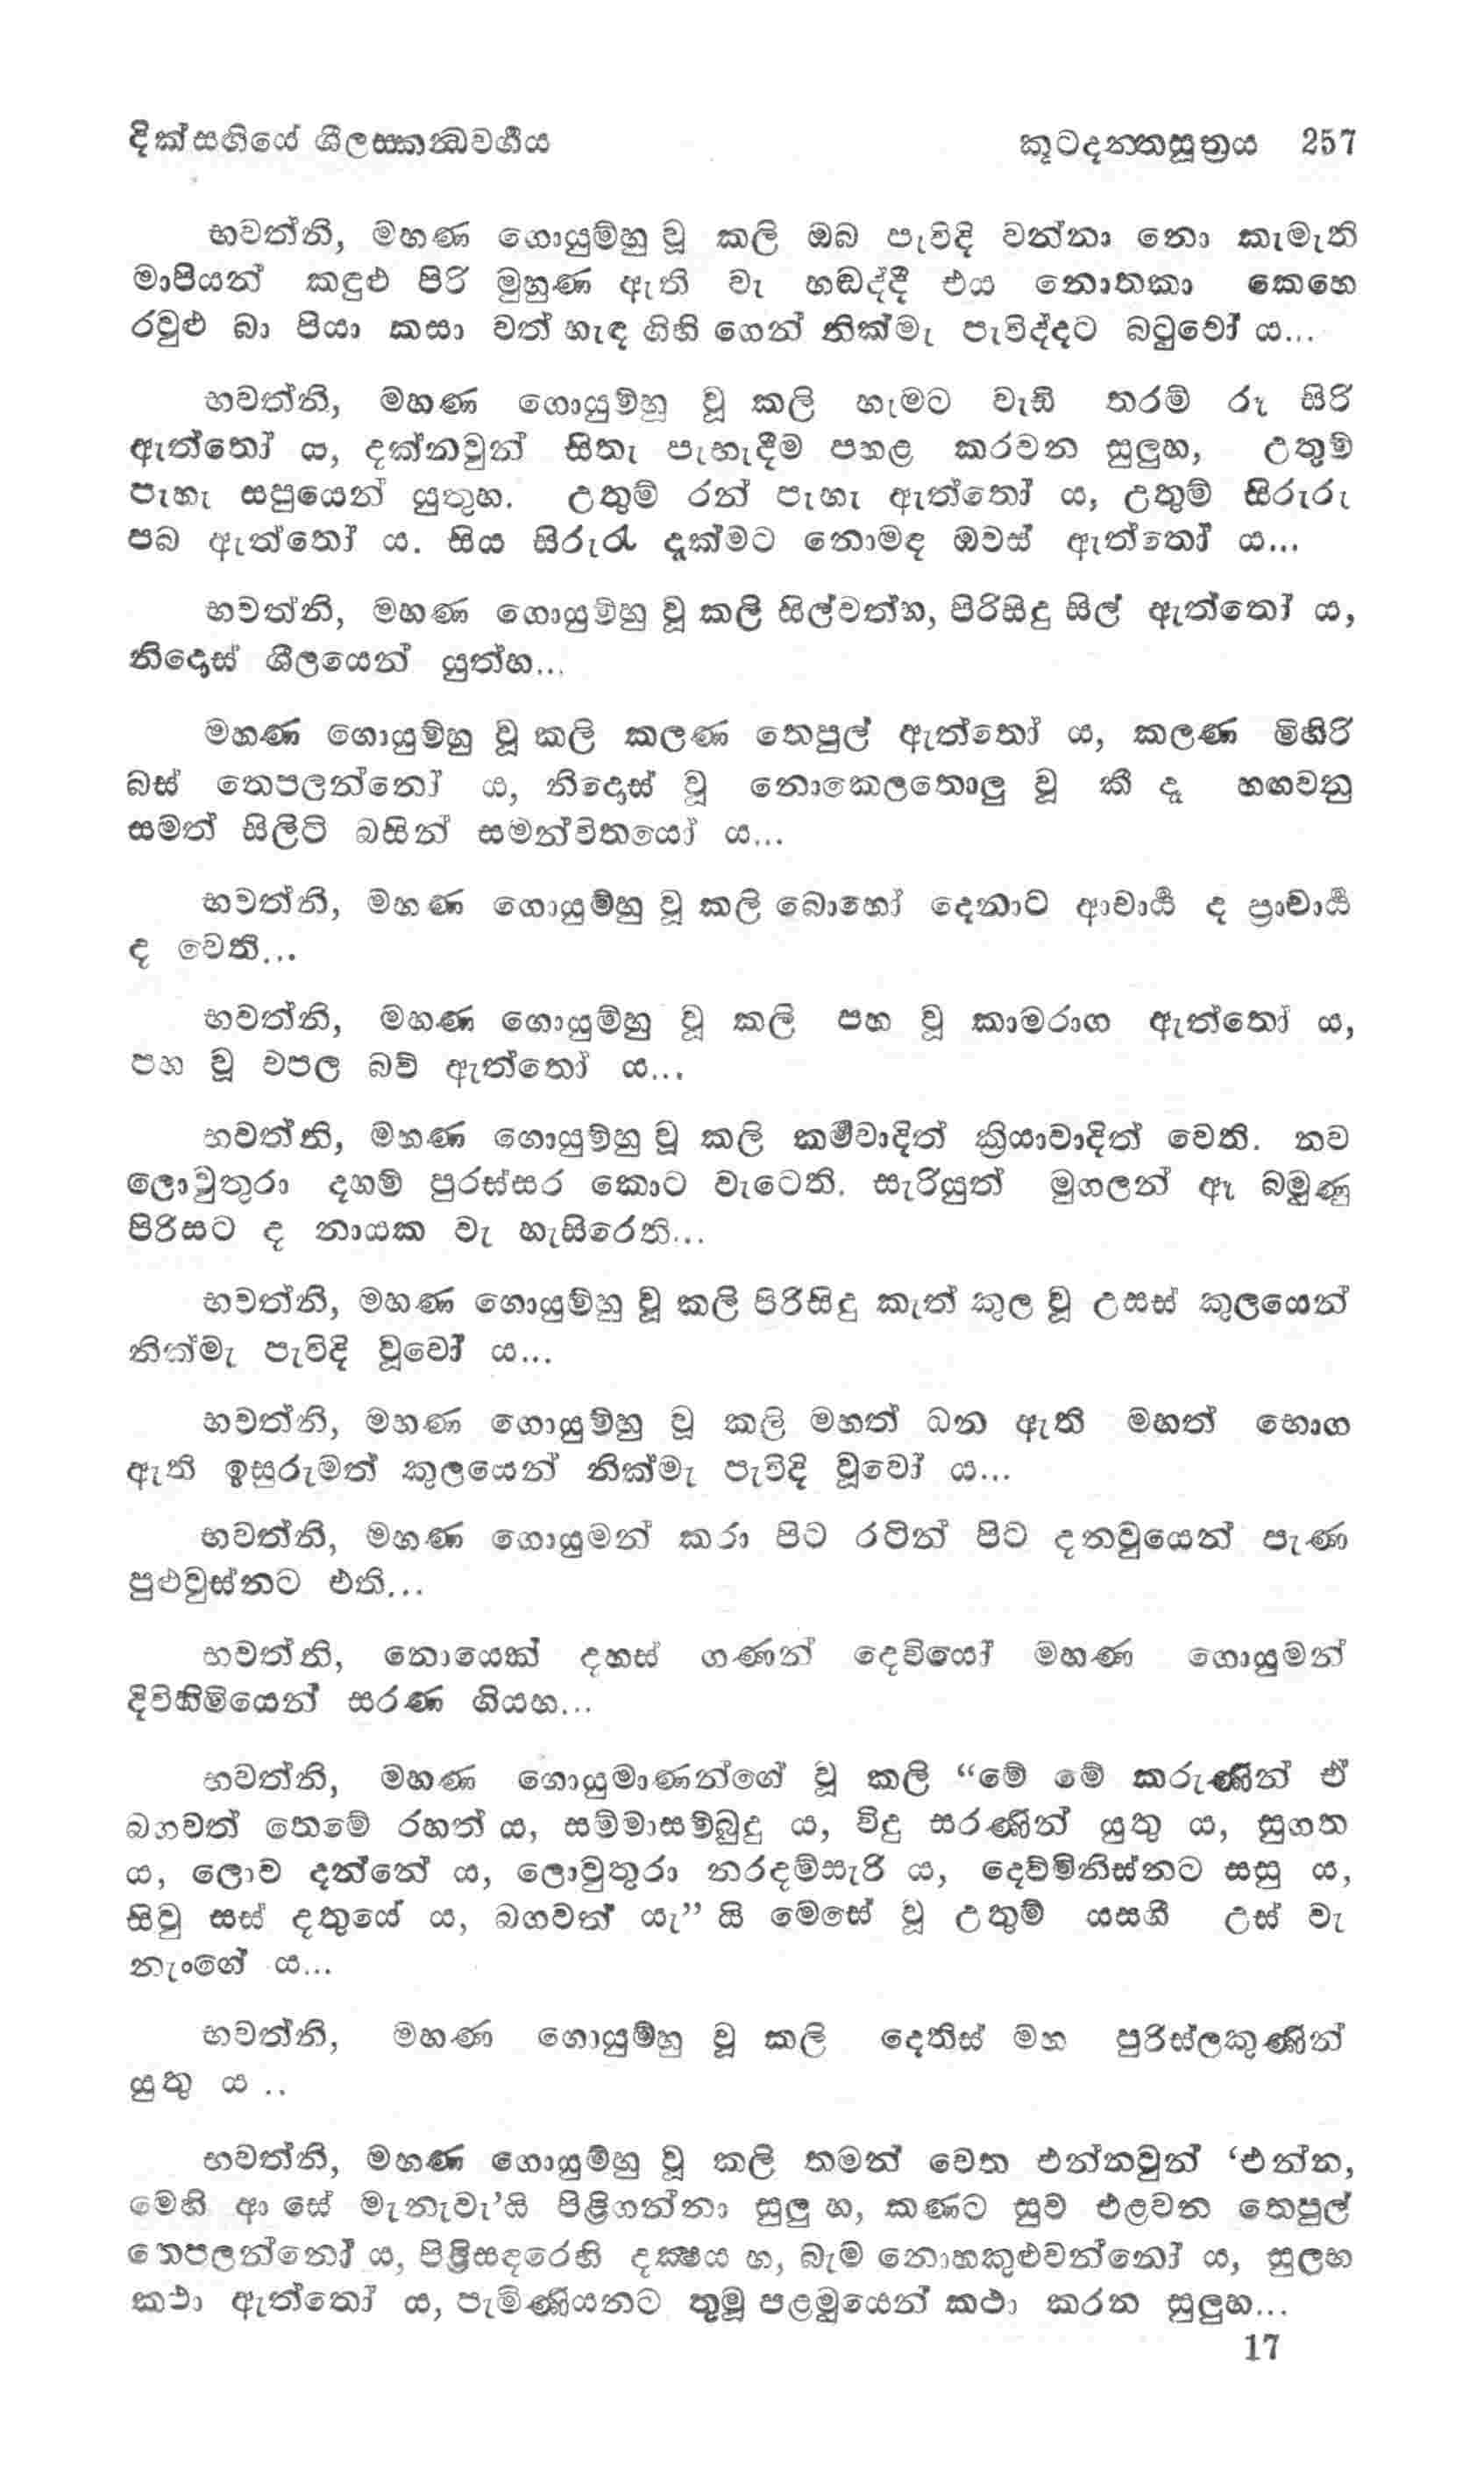 දික්සඟියේ ශීලස්කන්ධවර්ගය
කූටදන්තසූත්‍රය 257
භවත්නි, මහණ ගොයුම්හු වූ කලි ඔබ පැවිදි වන්නා නො කැමැති
මාපියන් කඳුළු පිරි මුහුණ ඇති වැ හඬද්දී එය නොතකා කෙහෙ
රවුළු බා පියා කසා වත් හැඳ ගිහි ගෙන් නික්මැ පැවිද්දට බටුවෝ ය...
භවත්නි, මහණ ගොයුම්හු වූ කලි හැමට වැඩි තරම් රූ සිරි
ඇත්තෝ ය, දක්නවුන් සිතැ පැහැදීම පහළ කරවන සුලුහ, උතුම්
පැහැ සපුයෙන් යුතුහ. උතුම් රන් පැහැ ඇත්තෝ ය, උතුම් සිරුරු
පබ ඇත්තෝ ය. සිය සිරුරු දැක්මට නොමඳ ඔවස් ඇත්තෝ ය...
භවත්නි, මහණ ගොයුම්හු වූ කලි සිල්වත්හ, පිරිසිදු සිල් ඇත්තෝ ය,
නිදොස් ශීලයෙන් යුත්හ...
මහණ ගොයුම්හු වූ කලි කලණ තෙපුල් ඇත්තෝ ය, කලණ මිහිරි
බස් තෙපලන්නෝ ය, නිදොස් වූ නොකෙලතොලු වූ කී දෑ හඟවනු
සමත් සිලිටි බසින් සමන්විතයෝ ය...
භවත්නි, මහණ ගොයුම්හු වූ කලි බොහෝ දෙනාට ආචාර්‍ය ද ප්‍රාචාර්‍ය
ද වෙති...
භවත්නි, මහණ ගොයුම්හු වූ කලි පහ වූ කාමරාග ඇත්තෝ ය,
පහ වූ චපල බව් ඇත්තෝ ය...
භවත්නි, මහණ ගොයුම්හු වූ කලි කර්‍මවාදිත් ක්‍රියාවාදිත් වෙති. නව
ලොවුතුරා දහම් පුරස්සර කොට වැටෙති. සැරියුත් මුගලන් ඈ බමුණු
පිරිසට ද නායක වැ හැසිරෙති...
භවත්නි, මහණ ගොයුම්හු වූ කලි පිරිසිදු කැත් කුල වූ උසස් කුලයෙන්
නික්මැ පැවිදි වූවෝ ය...
භවත්නි, මහණ ගොයුම්හු වූ කලි මහත් ධන ඇති මහත් භොග
ඇති ඉසුරුමත් කුලයෙන් නික්මැ පැවිදි වූවෝ ය...
භවත්නි, මහණ ගොයුමන් කරා පිට රටින් පිට දනවුයෙන් පැණ
පුළුවුස්නට එති...
භවත්නි, නොයෙක් දහස් ගණන් දෙවියෝ මහණ ගොයුමන්
දිවිහිමියෙන් සරණ ගියහ...
භවත්නි, මහණ ගොයුමාණන්ගේ වූ කලි “මේ මේ කරුණින් ඒ
බගවත් තෙමේ රහත් ය, සම්මාසම්බුදු ය, විදු සරණින් යුතු ය, සුගත
ය, ලොව දන්නේ ය, ලොවුතුරා නරදම්සැරි ය, දෙව්මිනිස්නට සසු ය,
සිවු සස් දතුයේ ය, බගවත් යැ” යි මෙසේ වූ උතුම් යසගී උස් වැ
නැංගේ ය...
භවත්නි, මහණ ගොයුම්හු වූ කලි දෙතිස් මහ පුරිස්ලකුණින්
යුතු ය ..
භවත්නි, මහණ ගොයුම්හු වූ කලි තමන් වෙත එන්නවුන් ‘එන්න,
මෙහි ආ සේ මැනැවැ’යි පිළිගන්නා සුලු හ, කණට සුව එළවන තෙපුල්
තෙපලන්නෝ ය, පිළිසඳරෙහි දක්‍ෂය හ, බැම නොහකුළුවන්නෝ ය, සුලභ
කථා ඇත්තෝ ය, පැමිණියනට තුමූ පළමුයෙන් කථා කරන සුලුහ...
17